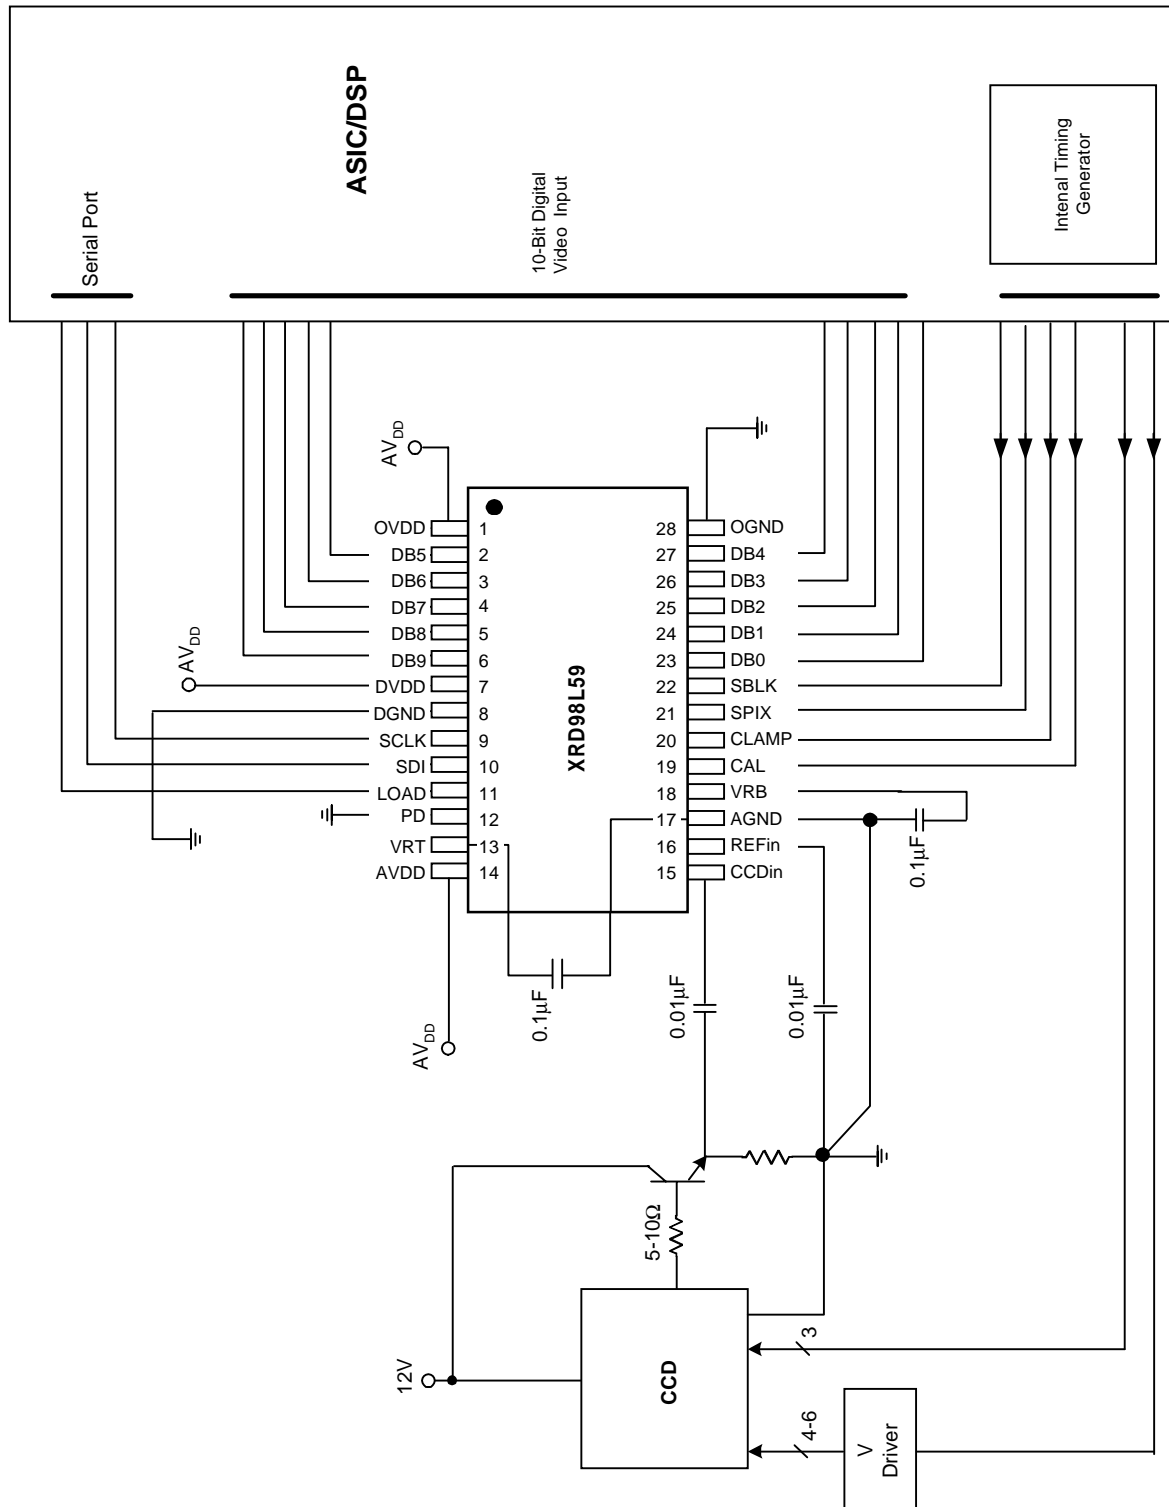 ASIC/DSP
Serial Port
10-Bit Digital
Video Input
Intenal Timing
Generator
AV_DD
AV_DD
XRD98L59
OVDD 1
DB5 2
DB6 3
DB7 4
DB8 5
DB9 6
DVDD 7
DGND 8
SCLK 9
SDI 10
LOAD 11
PD 12
VRT 13
AVDD 14
28 OGND
27 DB4
26 DB3
25 DB2
24 DB1
23 DB0
22 SBLK
21 SPIX
20 CLAMP
19 CAL
18 VRB
17 AGND
16 REFin
15 CCDin
0.1µF
0.1µF
0.01µF
0.01µF
AV_DD
5-10Ω
12V
CCD
3
4-6
V
Driver